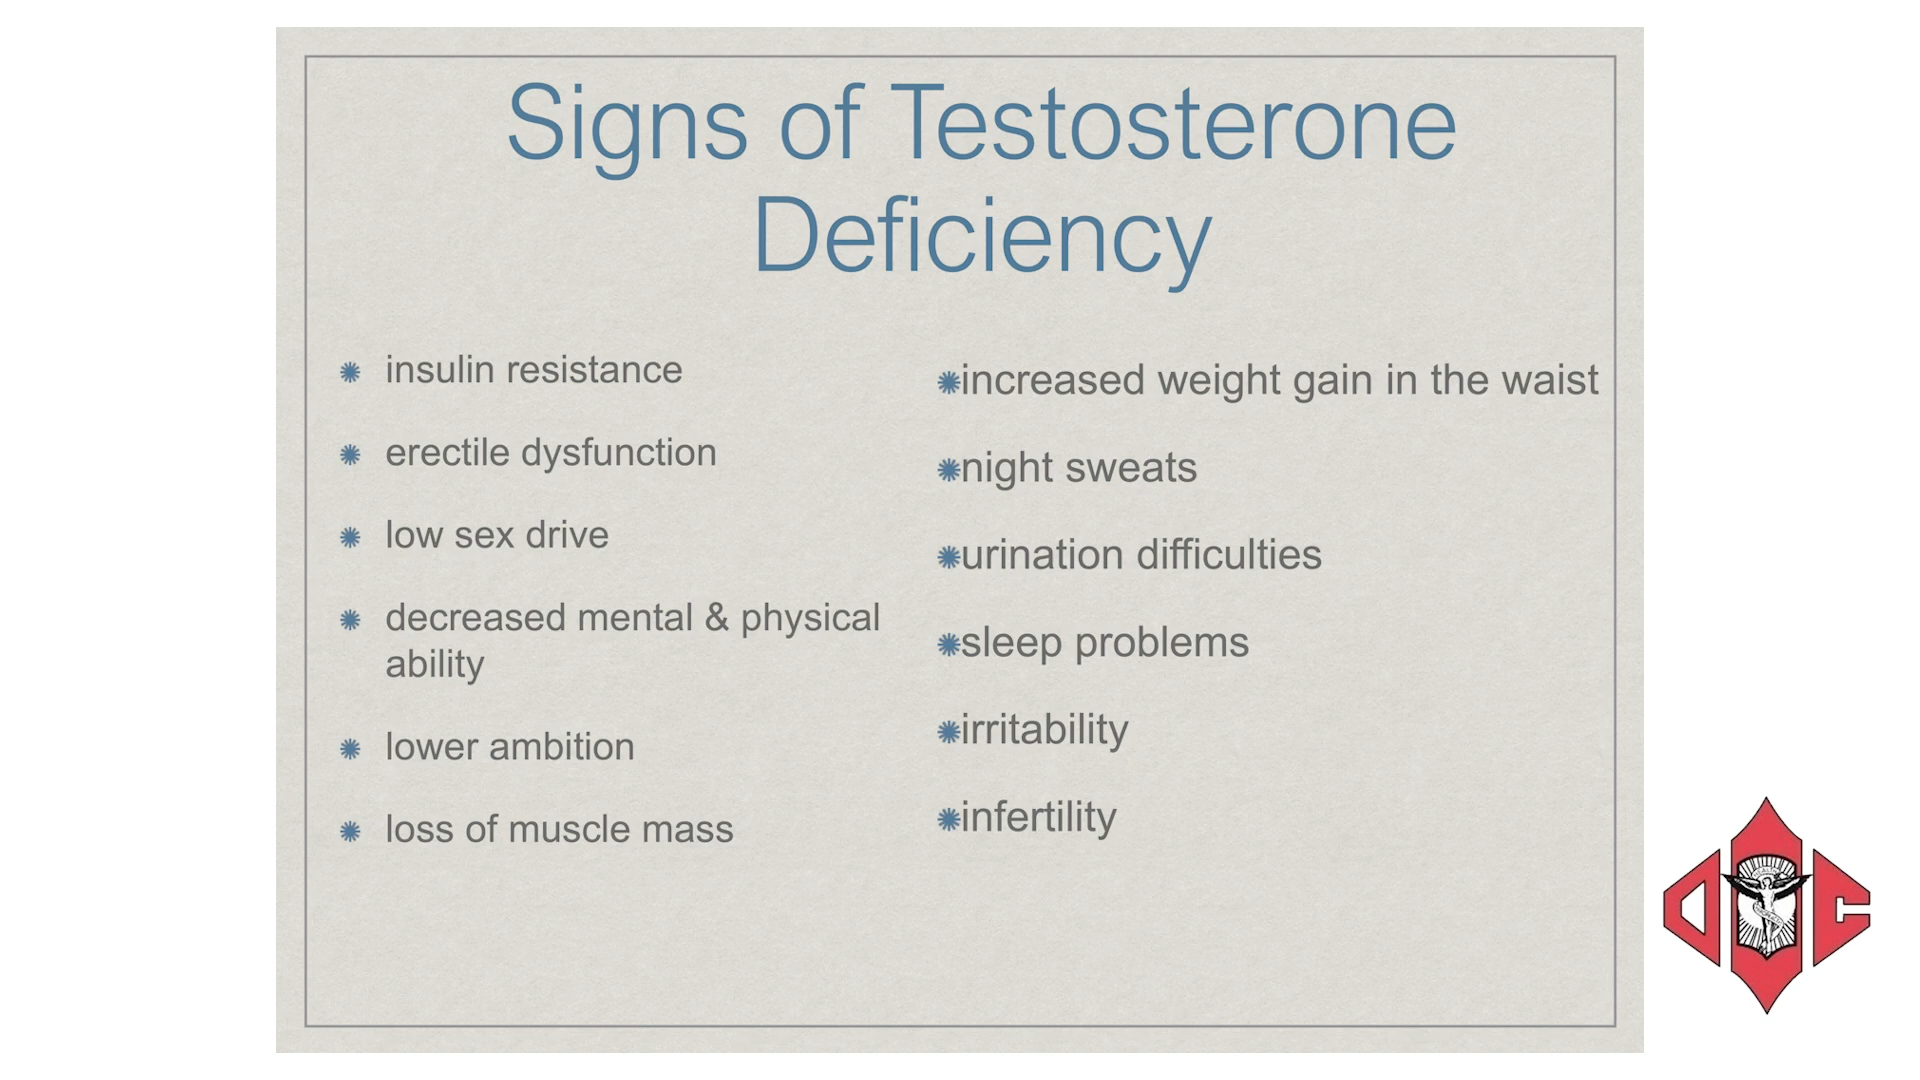 Signs of Testosterone
Deficiency
insulin resistance
erectile dysfunction
low sex drive
decreased mental & physical
ability
lower ambition
loss of muscle mass
increased weight gain in the waist
night sweats
urination difficulties
sleep problems
irritability
infertility